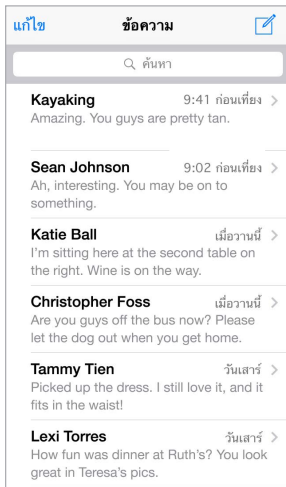 แก้ไข ข้อความ
ค้นหา
Kayaking 9:41 ก่อนเที่ยง
Amazing. You guys are pretty tan.
Sean Johnson 9:02 ก่อนเที่ยง
Ah, interesting. You may be on to
something.
Katie Ball เมื่อวานนี้
I'm sitting here at the second table on
the right. Wine is on the way.
Christopher Foss เมื่อวานนี้
Are you guys off the bus now? Please
let the dog out when you get home.
Tammy Tien วันเสาร์
Picked up the dress. I still love it, and it
fits in the waist!
Lexi Torres วันเสาร์
How fun was dinner at Ruth's? You look
great in Teresa's pics.